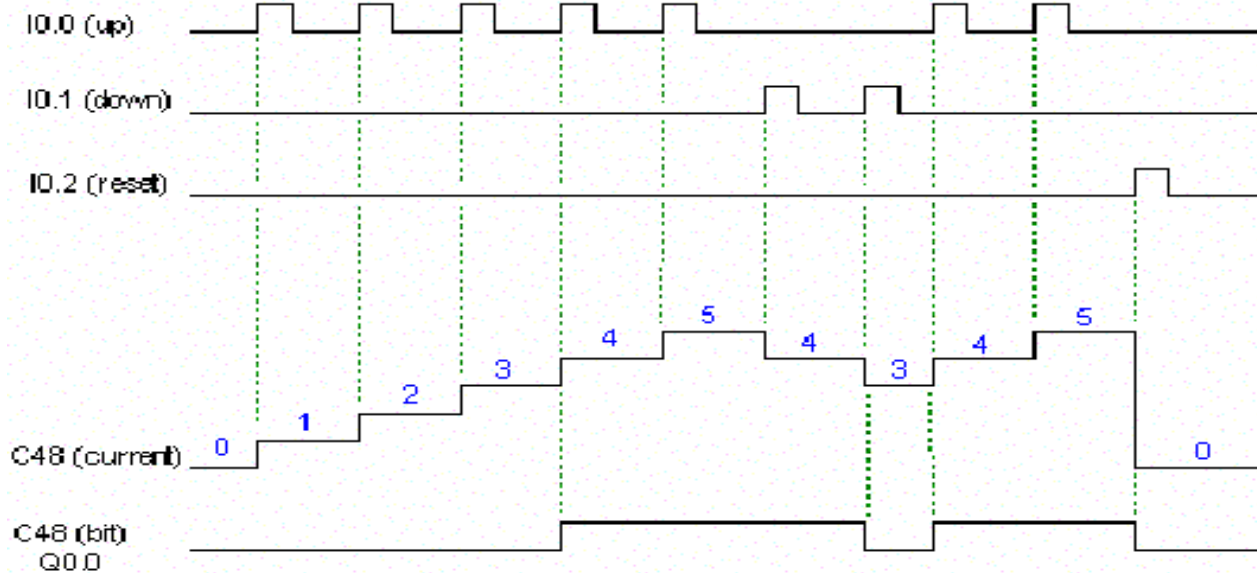 I0.0 (up)
I0.1 (down)
I0.2 (reset)
5
5
4
4
4
3
3
2
1
0
0
C48 (current)
C48 (bit)
Q0.0